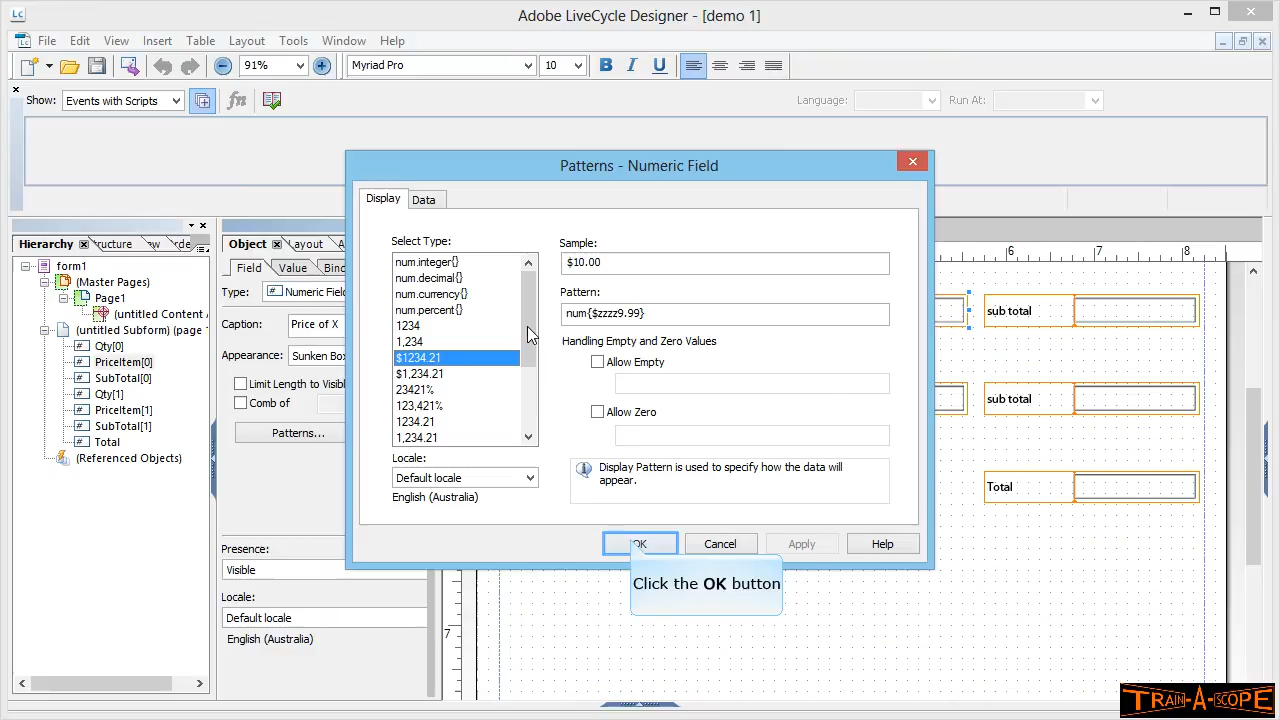 Lc
Adobe LiveCycle Designer - [demo 1]
Lc File Edit View Insert Table Layout Tools Window Help
91% Myriad Pro 10 B I U
Show: Events with Scripts fn Language: Run At:
Patterns - Numeric Field
Display Data
Hierarchy Object Layout
Field Value
Type: # Numeric Field
Caption: Price of X
Appearance: Sunken Box
Limit Length to Visibl
Comb of
Patterns...
Presence:
Visible
Locale:
Default locale
English (Australia)
form1
(Master Pages)
Page1
(untitled Content A
(untitled Subform) (page
# Qty[0]
# PriceItem[0]
# SubTotal[0]
# Qty[1]
# PriceItem[1]
# SubTotal[1]
# Total
(Referenced Objects)
Select Type:
num.integer{}
num.decimal{}
num.currency{}
num.percent{}
1234
1,234
$1234.21
$1,234.21
23421%
123,421%
1234.21
1,234.21
Locale:
Default locale
English (Australia)
Sample:
$10.00
Pattern:
num{$zzzz9.99}
Handling Empty and Zero Values
Allow Empty
Allow Zero
Display Pattern is used to specify how the data will
appear.
OK Cancel Apply Help
Click the OK button
6 8
sub total
sub total
Total
7
TRAIN-A-SCOPE